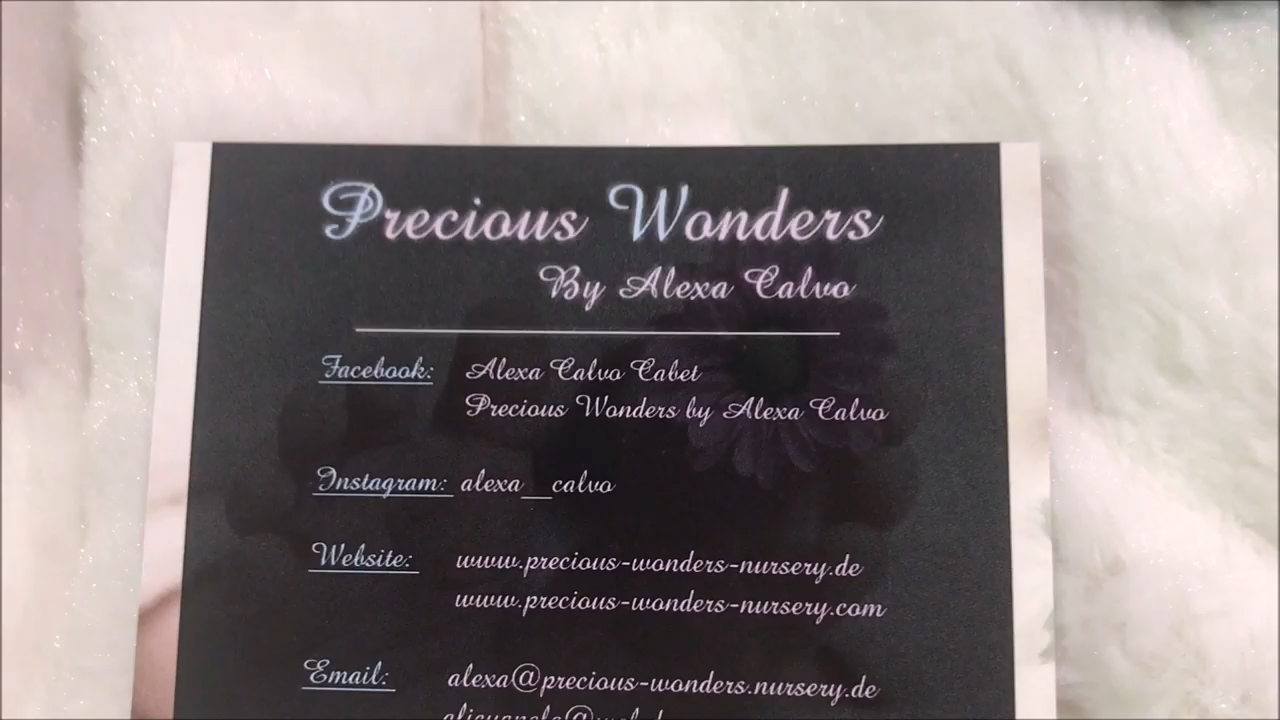 Precious Wonders
By Alexa Calvo
Facebook: Alexa Calvo Cabet
Precious Wonders by Alexa Calvo
Instagram: alexa__calvo
Website: www.precious-wonders-nursery.de
www.precious-wonders-nursery.com
Email: alexa@precious-wonders.nursery.de